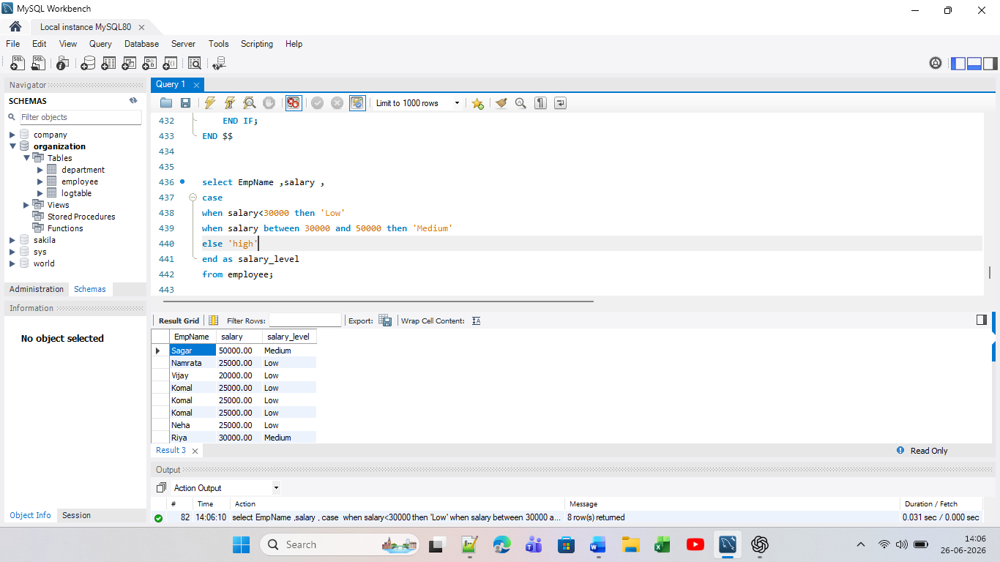 MySQL Workbench
Local instance MySQL80
File Edit View Query Database Server Tools Scripting Help
Navigator
SCHEMAS
Filter objects
company
organization
Tables
department
employee
logtable
Views
Stored Procedures
Functions
sakila
sys
world
Administration Schemas
Information
No object selected
Object Info Session
Query 1
Limit to 1000 rows
432 END IF;
433 END $$
434
435
436 select EmpName ,salary ,
437 case
438 when salary<30000 then 'Low'
439 when salary between 30000 and 50000 then 'Medium'
440 else 'high'
441 end as salary_level
442 from employee;
443
Result Grid Filter Rows: Export: Wrap Cell Content:
EmpName salary salary_level
Sagar 50000.00 Medium
Namrata 25000.00 Low
Vijay 20000.00 Low
Komal 25000.00 Low
Komal 25000.00 Low
Komal 25000.00 Low
Neha 25000.00 Low
Riya 30000.00 Medium
Result 3
Read Only
Output
Action Output
# Time Action Message Duration / Fetch
82 14:06:10 select EmpName ,salary , case when salary<30000 then 'Low' when salary between 30000 a... 8 row(s) returned 0.031 sec / 0.000 sec
Search
14:06
26-06-2026